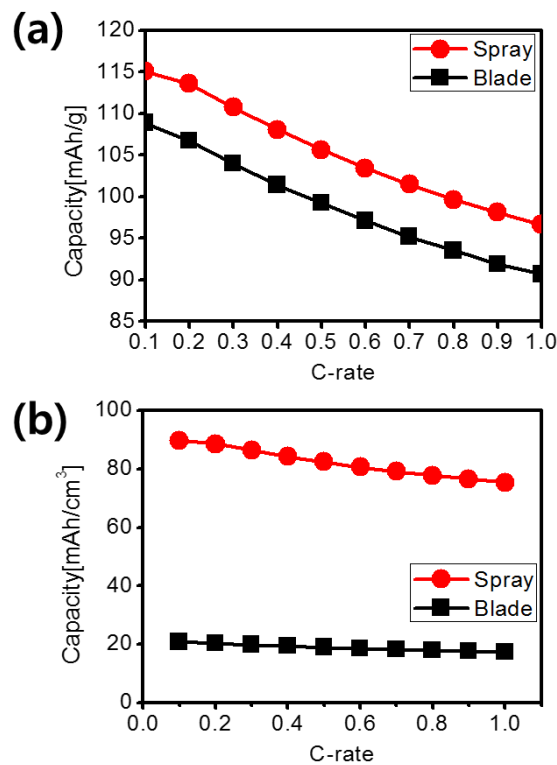 (a)
120
115
110
105
100
95
90
85
Capacity[mAh/g]
Spray
Blade
0.1 0.2 0.3 0.4 0.5 0.6 0.7 0.8 0.9 1.0
C-rate
(b)
100
80
60
40
20
0
Capacity[mAh/cm³]
Spray
Blade
0.0 0.2 0.4 0.6 0.8 1.0
C-rate